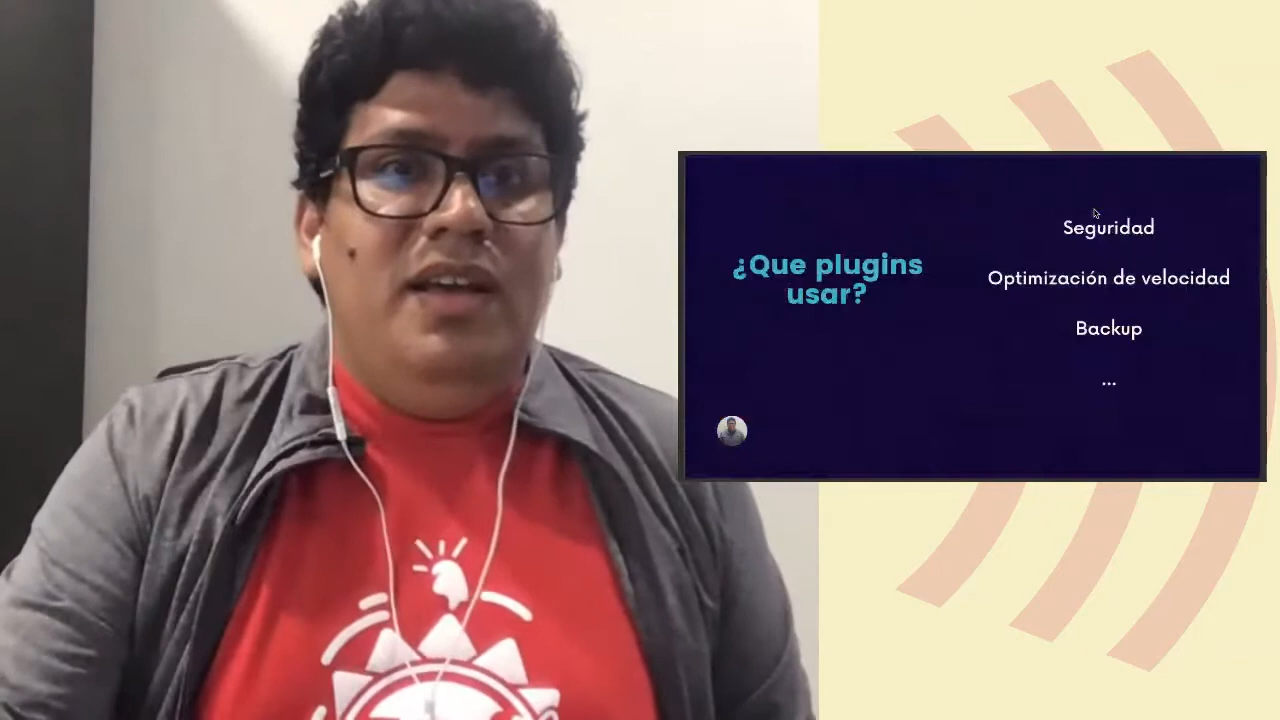 ¿Que plugins
usar?
Seguridad
Optimización de velocidad
Backup
...